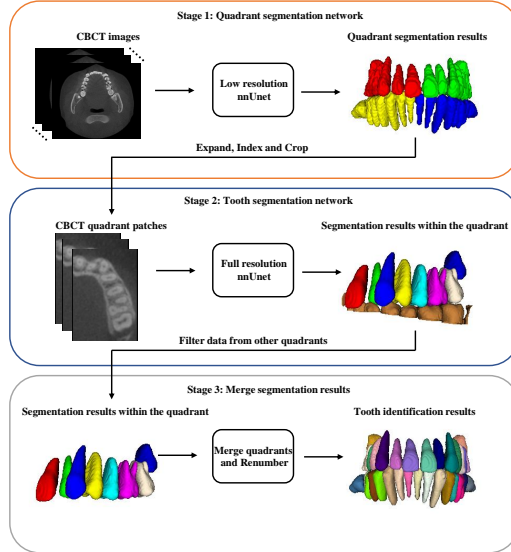 Stage 1: Quadrant segmentation network
CBCT images
Quadrant segmentation results
Low resolution
nnUnet
Expand, Index and Crop
Stage 2: Tooth segmentation network
CBCT quadrant patches
Segmentation results within the quadrant
Full resolution
nnUnet
Filter data from other quadrants
Stage 3: Merge segmentation results
Segmentation results within the quadrant
Tooth identification results
Merge quadrants
and Renumber